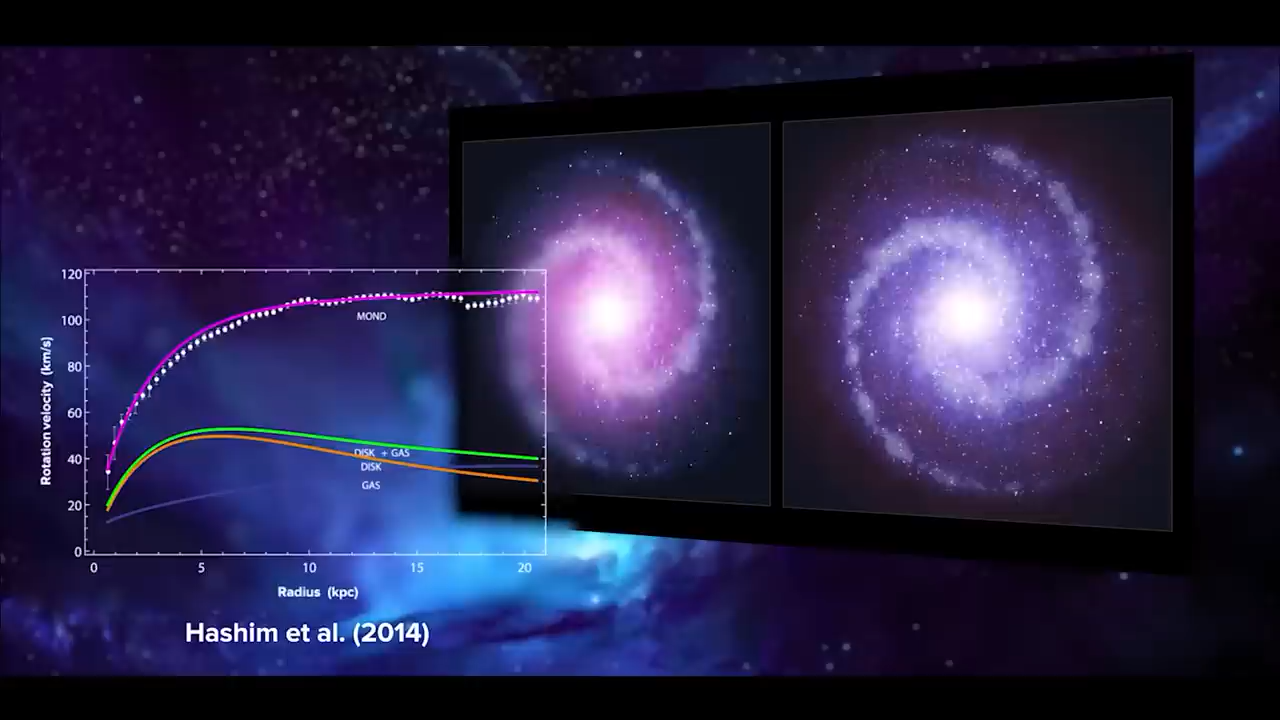 120
100
80
60
40
20
0
Rotation velocity (km/s)
MOND
DISK + GAS
DISK
GAS
0 5 10 15 20
Radius (kpc)
Hashim et al. (2014)